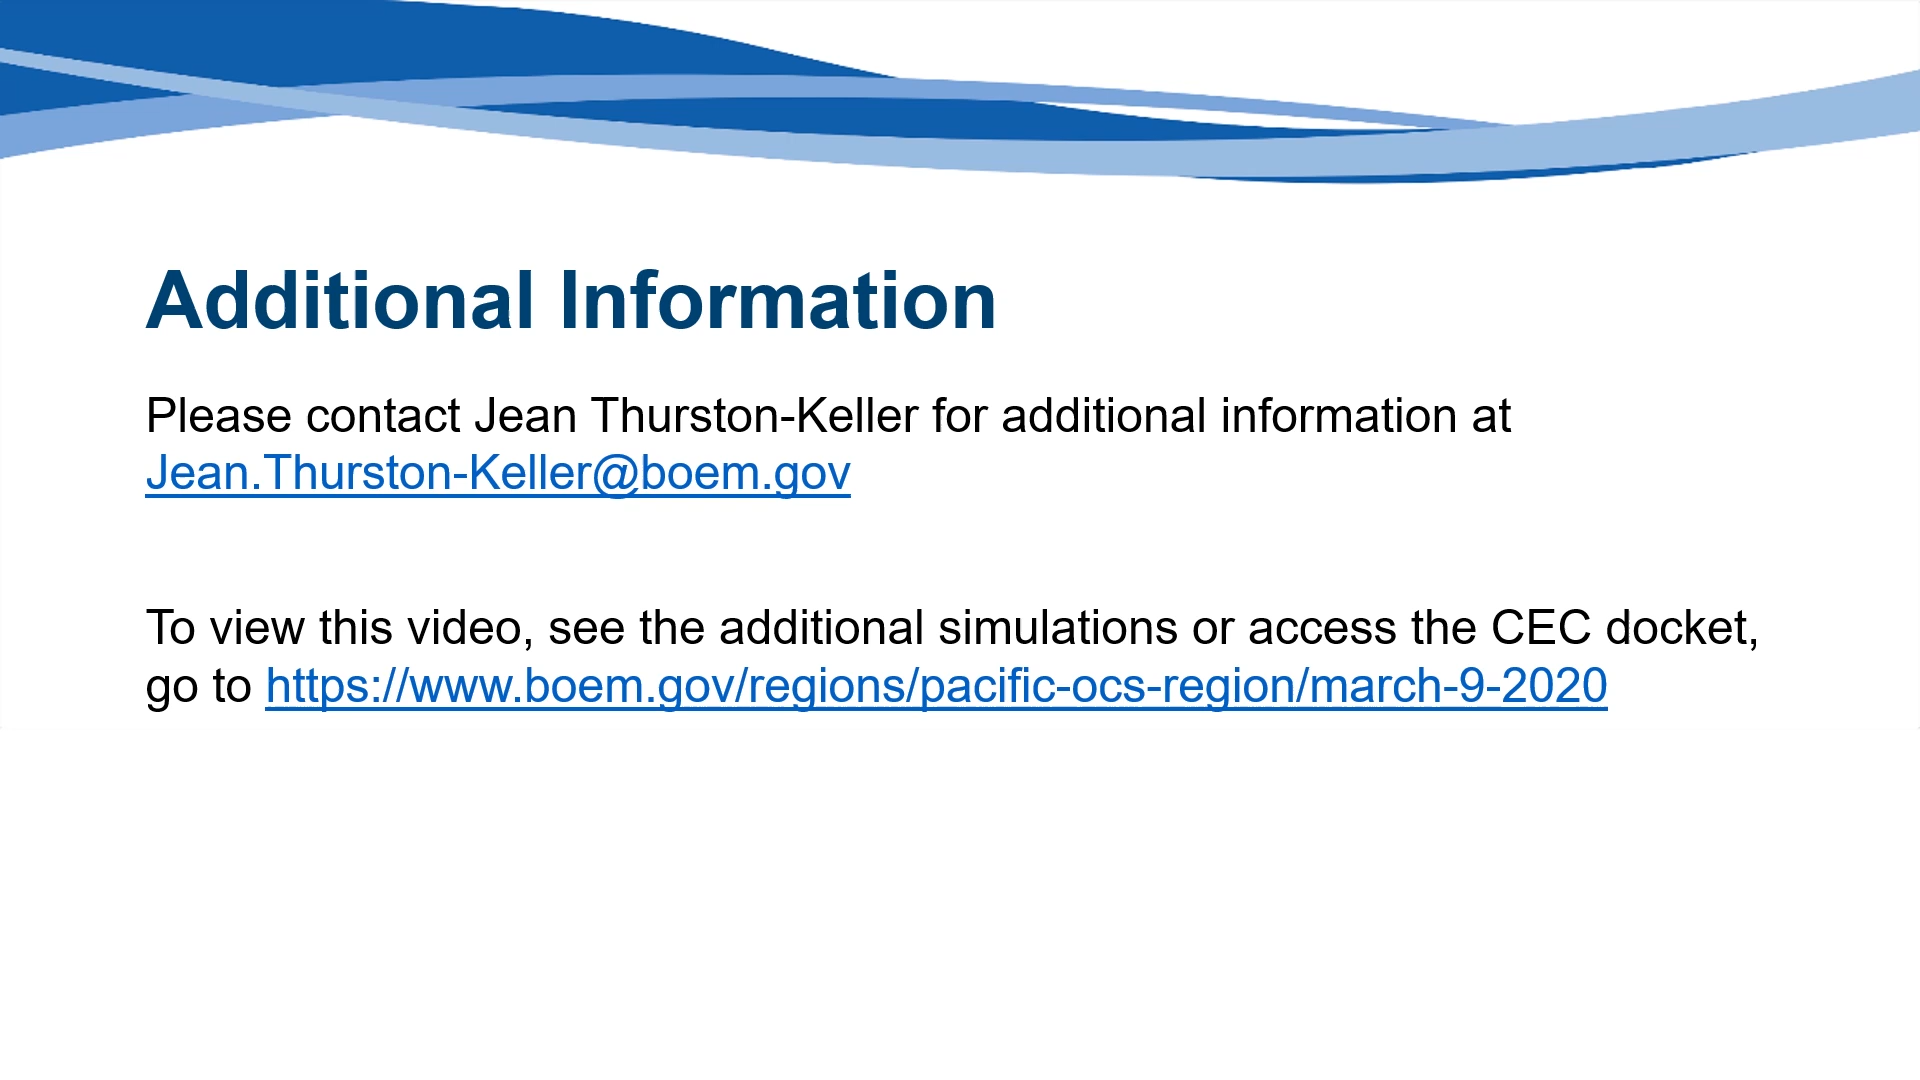 Additional Information
Please contact Jean Thurston-Keller for additional information at
Jean.Thurston-Keller@boem.gov
To view this video, see the additional simulations or access the CEC docket,
go to https://www.boem.gov/regions/pacific-ocs-region/march-9-2020